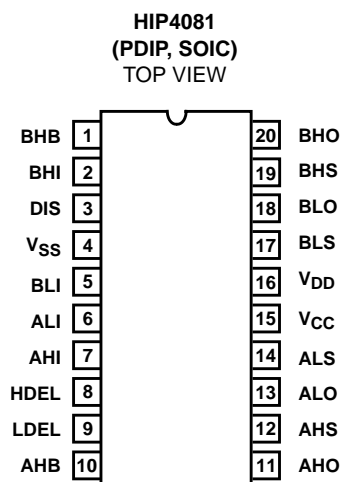 HIP4081
(PDIP, SOIC)
TOP VIEW
BHB 1 20 BHO
BHI 2 19 BHS
DIS 3 18 BLO
VSS 4 17 BLS
BLI 5 16 VDD
ALI 6 15 VCC
AHI 7 14 ALS
HDEL 8 13 ALO
LDEL 9 12 AHS
AHB 10 11 AHO